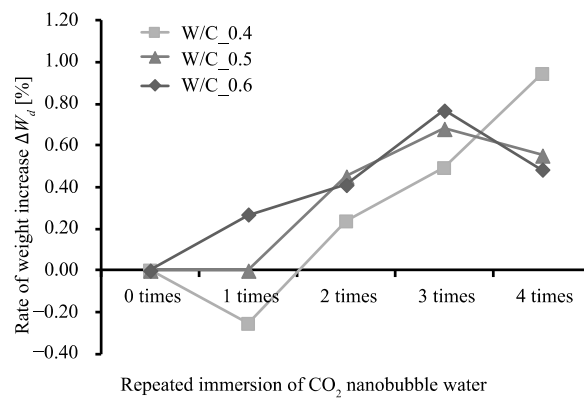 Rate of weight increase ΔW_d [%]
1.20
1.00
0.80
0.60
0.40
0.20
0.00
−0.20
−0.40
W/C_0.4
W/C_0.5
W/C_0.6
0 times 1 times 2 times 3 times 4 times
Repeated immersion of CO₂ nanobubble water